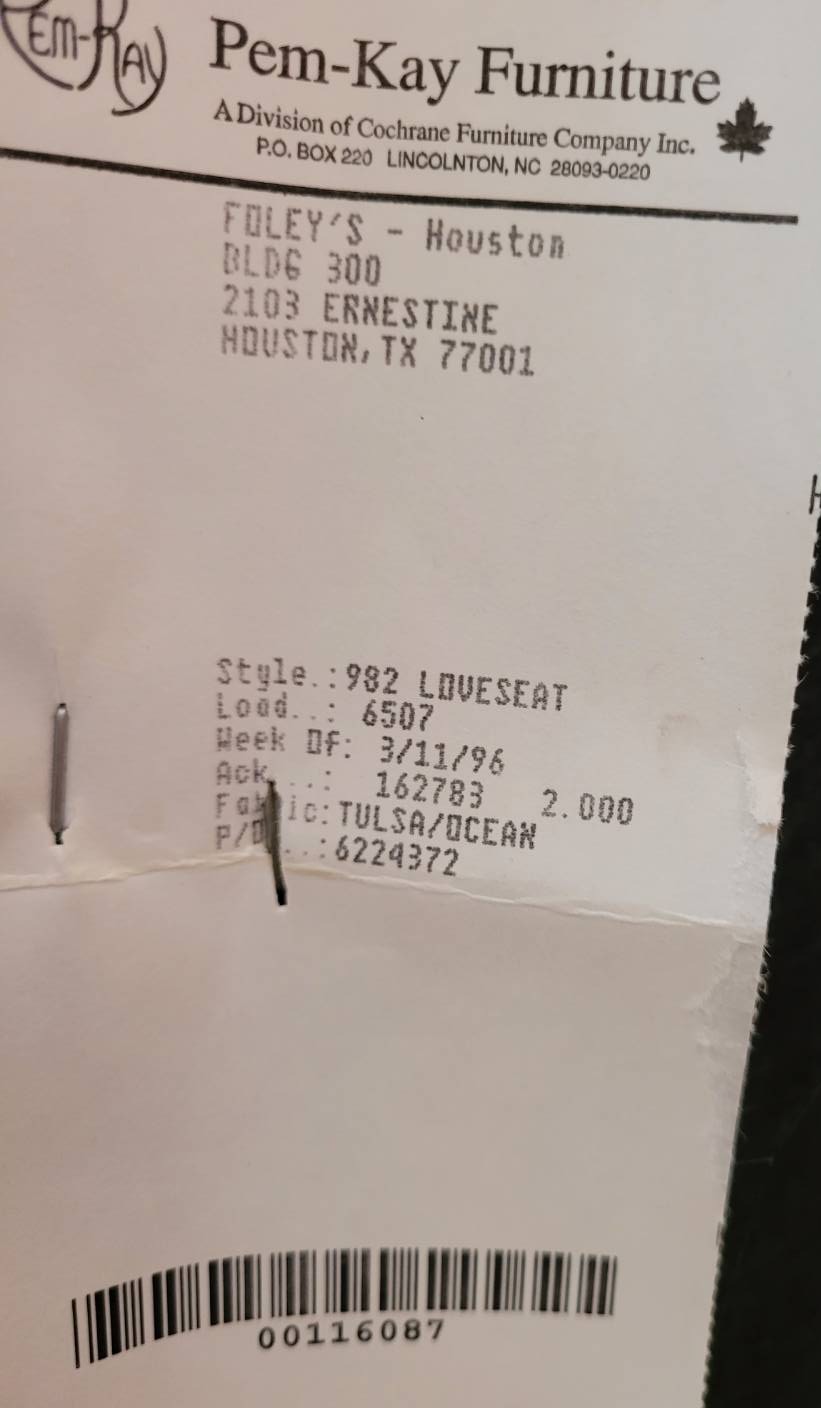 Pem-Kay
Pem-Kay Furniture
A Division of Cochrane Furniture Company Inc.
P.O. BOX 220 LINCOLNTON, NC 28093-0220
FOLEY'S - Houston
BLDG 300
2103 ERNESTINE
HOUSTON, TX 77001
H
Style.:982 LOVESEAT
Load..: 6507
Week Of: 3/11/96
Ack...: 162783 2.000
Fabric:TULSA/OCEAN
P/O...:6224372
00116087